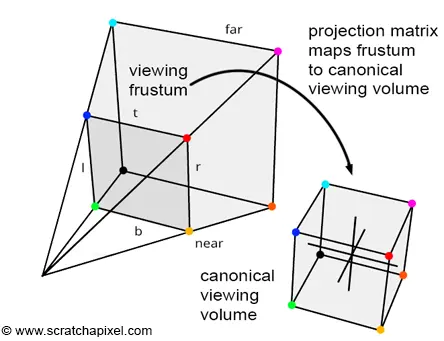 far
projection matrix
maps frustum
to canonical
viewing volume
viewing
frustum
t
l
r
b
near
canonical
viewing
volume
© www.scratchapixel.com